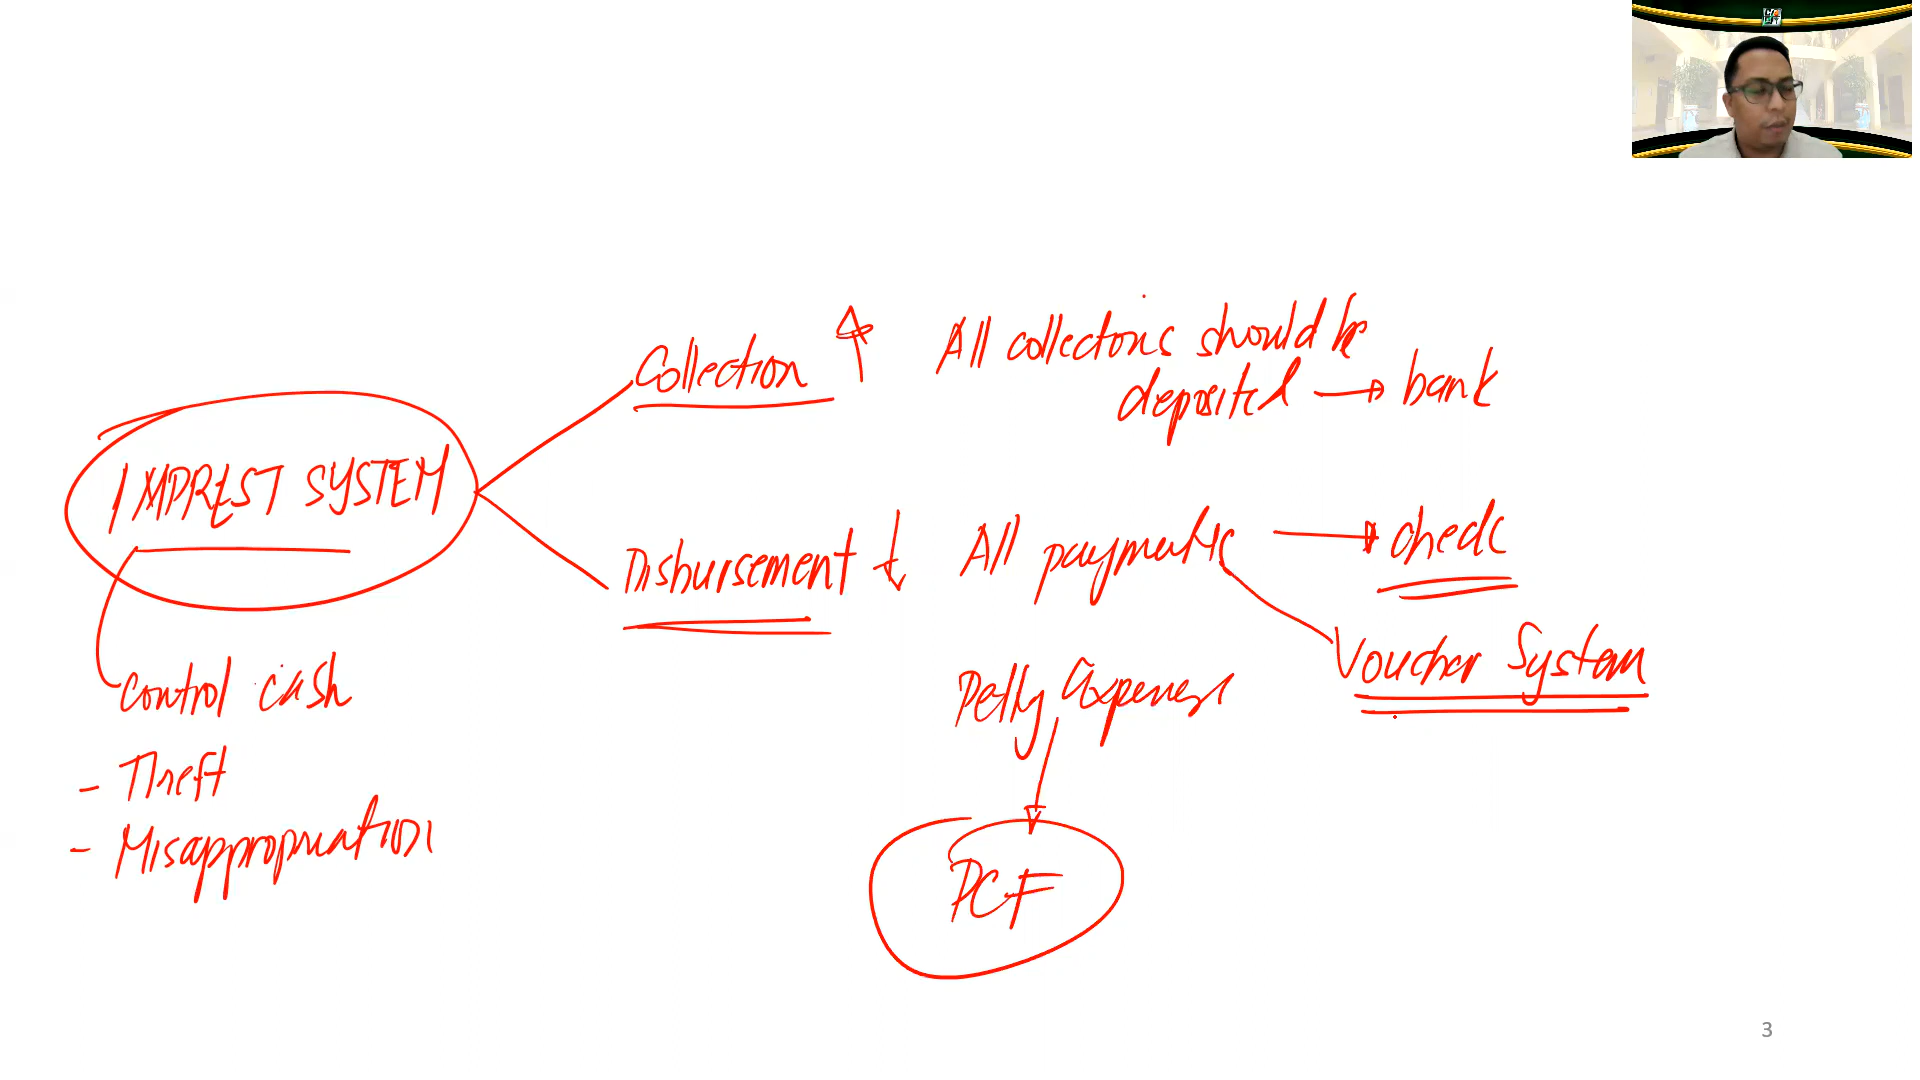 IMPREST SYSTEM
Control cash
- Theft
- Misappropriation
Collection
All collections should be
deposited → bank
Disbursement
All payments → check
Voucher System
Petty Expenses
PCF
3